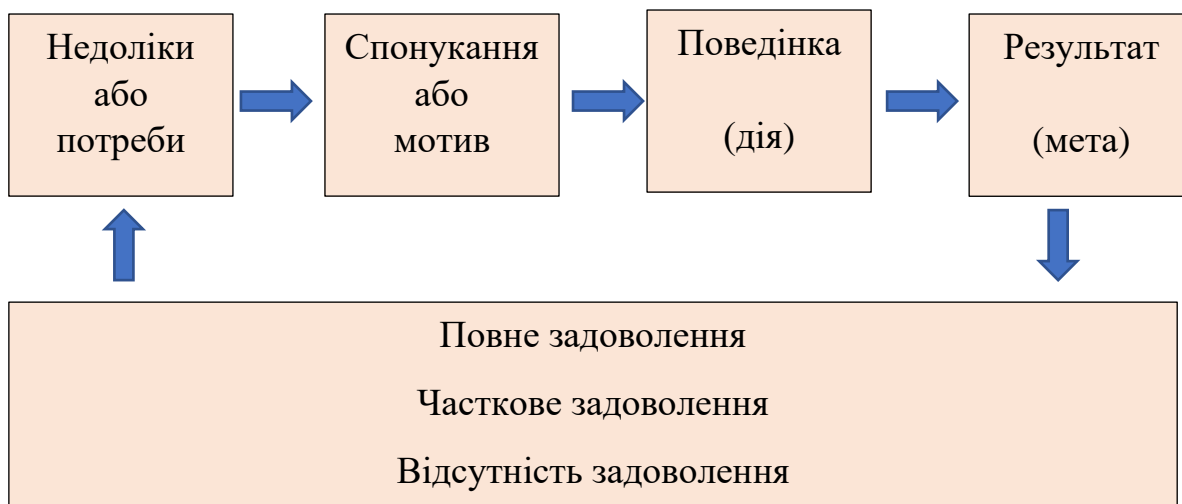 Недоліки
або
потреби
Спонукання
або
мотив
Поведінка
(дія)
Результат
(мета)
Повне задоволення
Часткове задоволення
Відсутність задоволення